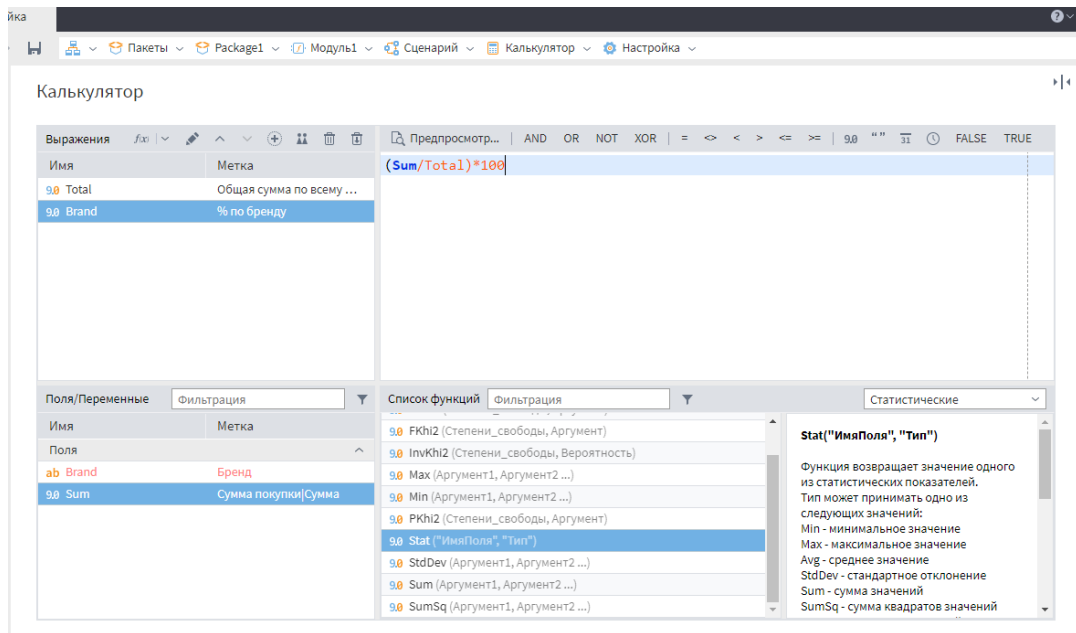 йка
Пакеты Package1 Модуль1 Сценарий Калькулятор Настройка
Калькулятор
Выражения
Имя Метка
9.0 Total Общая сумма по всему ...
9.0 Brand % по бренду
Предпросмотр... AND OR NOT XOR = <> < > <= >= 9.0 "" 31 FALSE TRUE
(Sum/Total)*100
Поля/Переменные Фильтрация
Имя Метка
Поля
ab Brand Бренд
9.0 Sum Сумма покупки|Сумма
Список функций Фильтрация Статистические
9.0 FKhi2 (Степени_свободы, Аргумент)
9.0 InvKhi2 (Степени_свободы, Вероятность)
9.0 Max (Аргумент1, Аргумент2 ...)
9.0 Min (Аргумент1, Аргумент2 ...)
9.0 PKhi2 (Степени_свободы, Аргумент)
9.0 Stat ("ИмяПоля", "Тип")
9.0 StdDev (Аргумент1, Аргумент2 ...)
9.0 Sum (Аргумент1, Аргумент2 ...)
9.0 SumSq (Аргумент1, Аргумент2 ...)
Stat("ИмяПоля", "Тип")
Функция возвращает значение одного
из статистических показателей.
Тип может принимать одно из
следующих значений:
Min - минимальное значение
Max - максимальное значение
Avg - среднее значение
StdDev - стандартное отклонение
Sum - сумма значений
SumSq - сумма квадратов значений